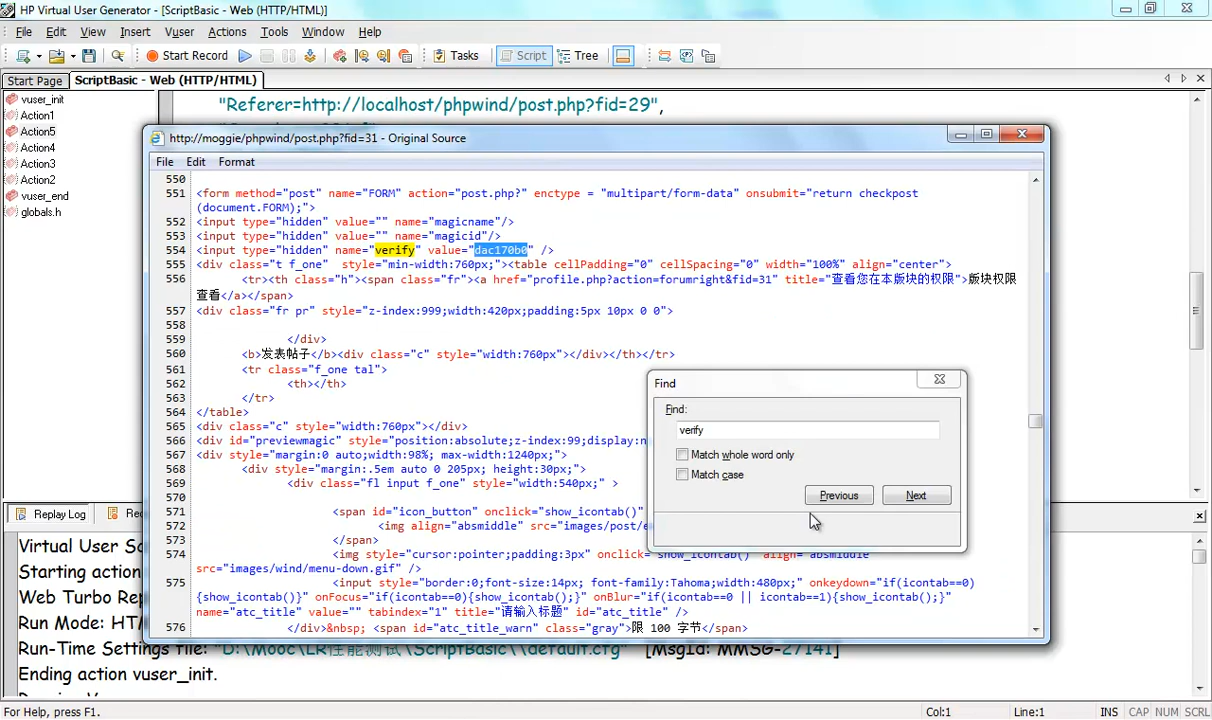 HP Virtual User Generator - [ScriptBasic - Web (HTTP/HTML)]
File Edit View Insert Vuser Actions Tools Window Help
Start Record Tasks Script Tree
Start Page ScriptBasic - Web (HTTP/HTML)
vuser_init
Action1
Action5
Action4
Action3
Action2
vuser_end
globals.h
"Referer=http://localhost/phpwind/post.php?fid=29",
http://moggie/phpwind/post.php?fid=31 - Original Source
File Edit Format
550
551 <form method="post" name="FORM" action="post.php?" enctype = "multipart/form-data" onsubmit="return checkpost
(document.FORM);">
552 <input type="hidden" value="" name="magicname"/>
553 <input type="hidden" value="" name="magicid"/>
554 <input type="hidden" name="verify" value="dac170b0" />
555 <div class="t f_one" style="min-width:760px;"><table cellPadding="0" cellSpacing="0" width="100%" align="center">
556 <tr><th class="h"><span class="fr"><a href="profile.php?action=forumright&fid=31" title="查看您在本版块的权限">版块权限
查看</a></span>
557 <div class="fr pr" style="z-index:999;width:420px;padding:5px 10px 0 0">
558
559 </div>
560 <b>发表帖子</b><div class="c" style="width:760px"></div></th></tr>
561 <tr class="f_one tal">
562 <th></th>
563 </tr>
564 </table>
565 <div class="c" style="width:760px"></div>
566 <div id="previewmagic" style="position:absolute;z-index:99;display:n
567 <div style="margin:0 auto;width:98%; max-width:1240px;">
568 <div style="margin:.5em auto 0 205px; height:30px;">
569 <div class="fl input f_one" style="width:540px;" >
570
571 <span id="icon_button" onclick="show_icontab()"
572 <img align="absmiddle" src="images/post/e
573 </span>
574 <img style="cursor:pointer;padding:3px" onclick="show_icontab()" align="absmiddle"
src="images/wind/menu-down.gif" />
575 <input style="border:0;font-size:14px; font-family:Tahoma;width:480px;" onkeydown="if(icontab==0)
{show_icontab()}" onFocus="if(icontab==0){show_icontab();}" onBlur="if(icontab==0 || icontab==1){show_icontab();}"
name="atc_title" value="" tabindex="1" title="请输入标题" id="atc_title" />
576 </div>&nbsp; <span id="atc_title_warn" class="gray">限 100 字节</span>
Find
Find:
verify
Match whole word only
Match case
Previous Next
Replay Log
Starting action
Run Mode:
Run-Time Settings file: "D:\Mooc\LR性能测试\ScriptBasic\\default.cfg" [MsgId: MMSG-27141]
Ending action vuser_init.
For Help, press F1.
Col:1 Line:1 INS CAP NUM SCRL